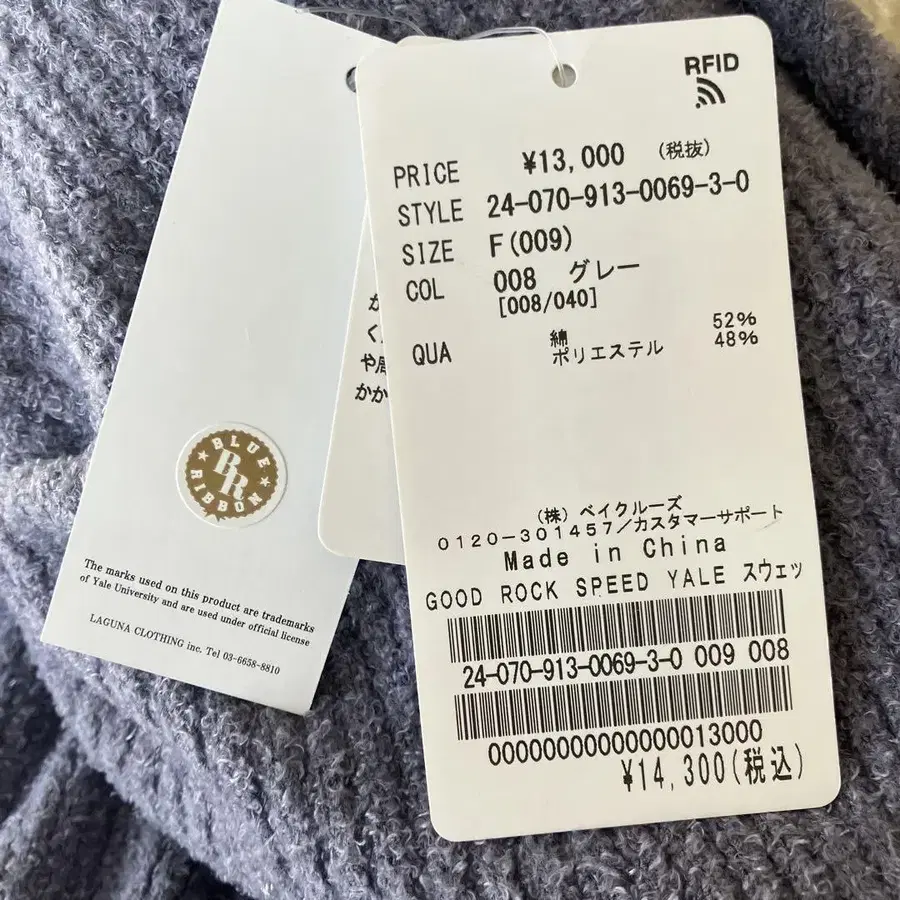 RFID
PRICE ¥13,000 (税抜)
STYLE 24-070-913-0069-3-0
SIZE F(009)
COL 008 グレー
[008/040]
QUA 綿 52%
ポリエステル 48%
(株) ベイクルーズ
0120-301457/カスタマーサポート
Made in China
GOOD ROCK SPEED YALE スウェッ
24-070-913-0069-3-0 009 008
00000000000000013000
¥14,300(税込)
く
や
かか
BLUE
BR
RIBBON
The marks used on this product are trademarks
of Yale University and are used under official license
LAGUNA CLOTHING inc. Tel 03-6658-8810